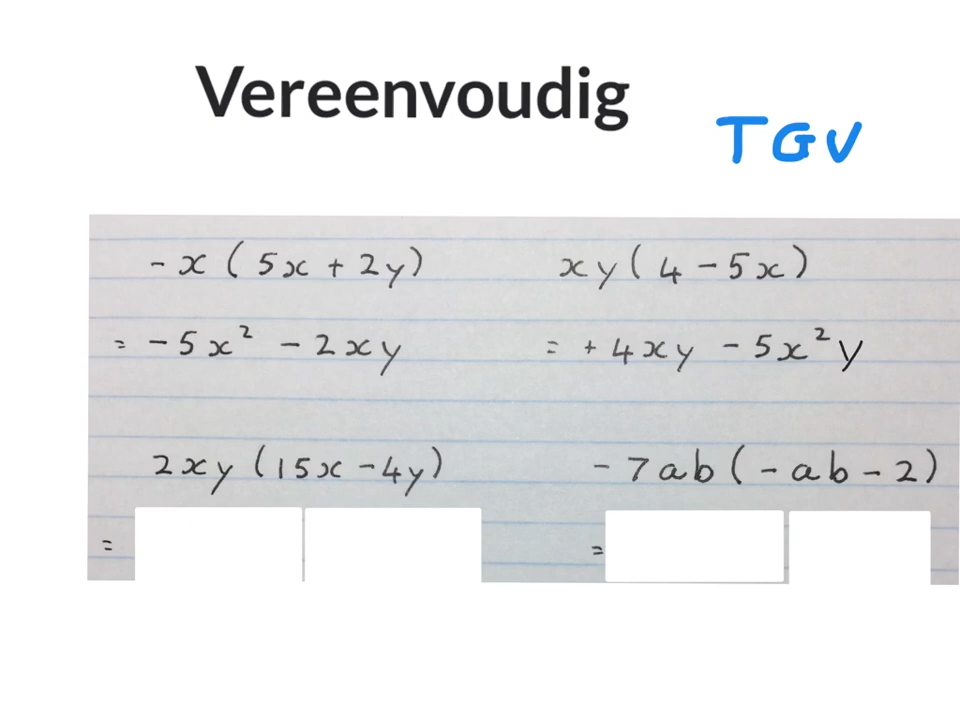 Vereenvoudig
TGV
-x(5x+2y)
xy(4-5x)
= -5x² - 2xy
= +4xy - 5x²y
2xy(15x-4y)
-7ab(-ab-2)
=
=